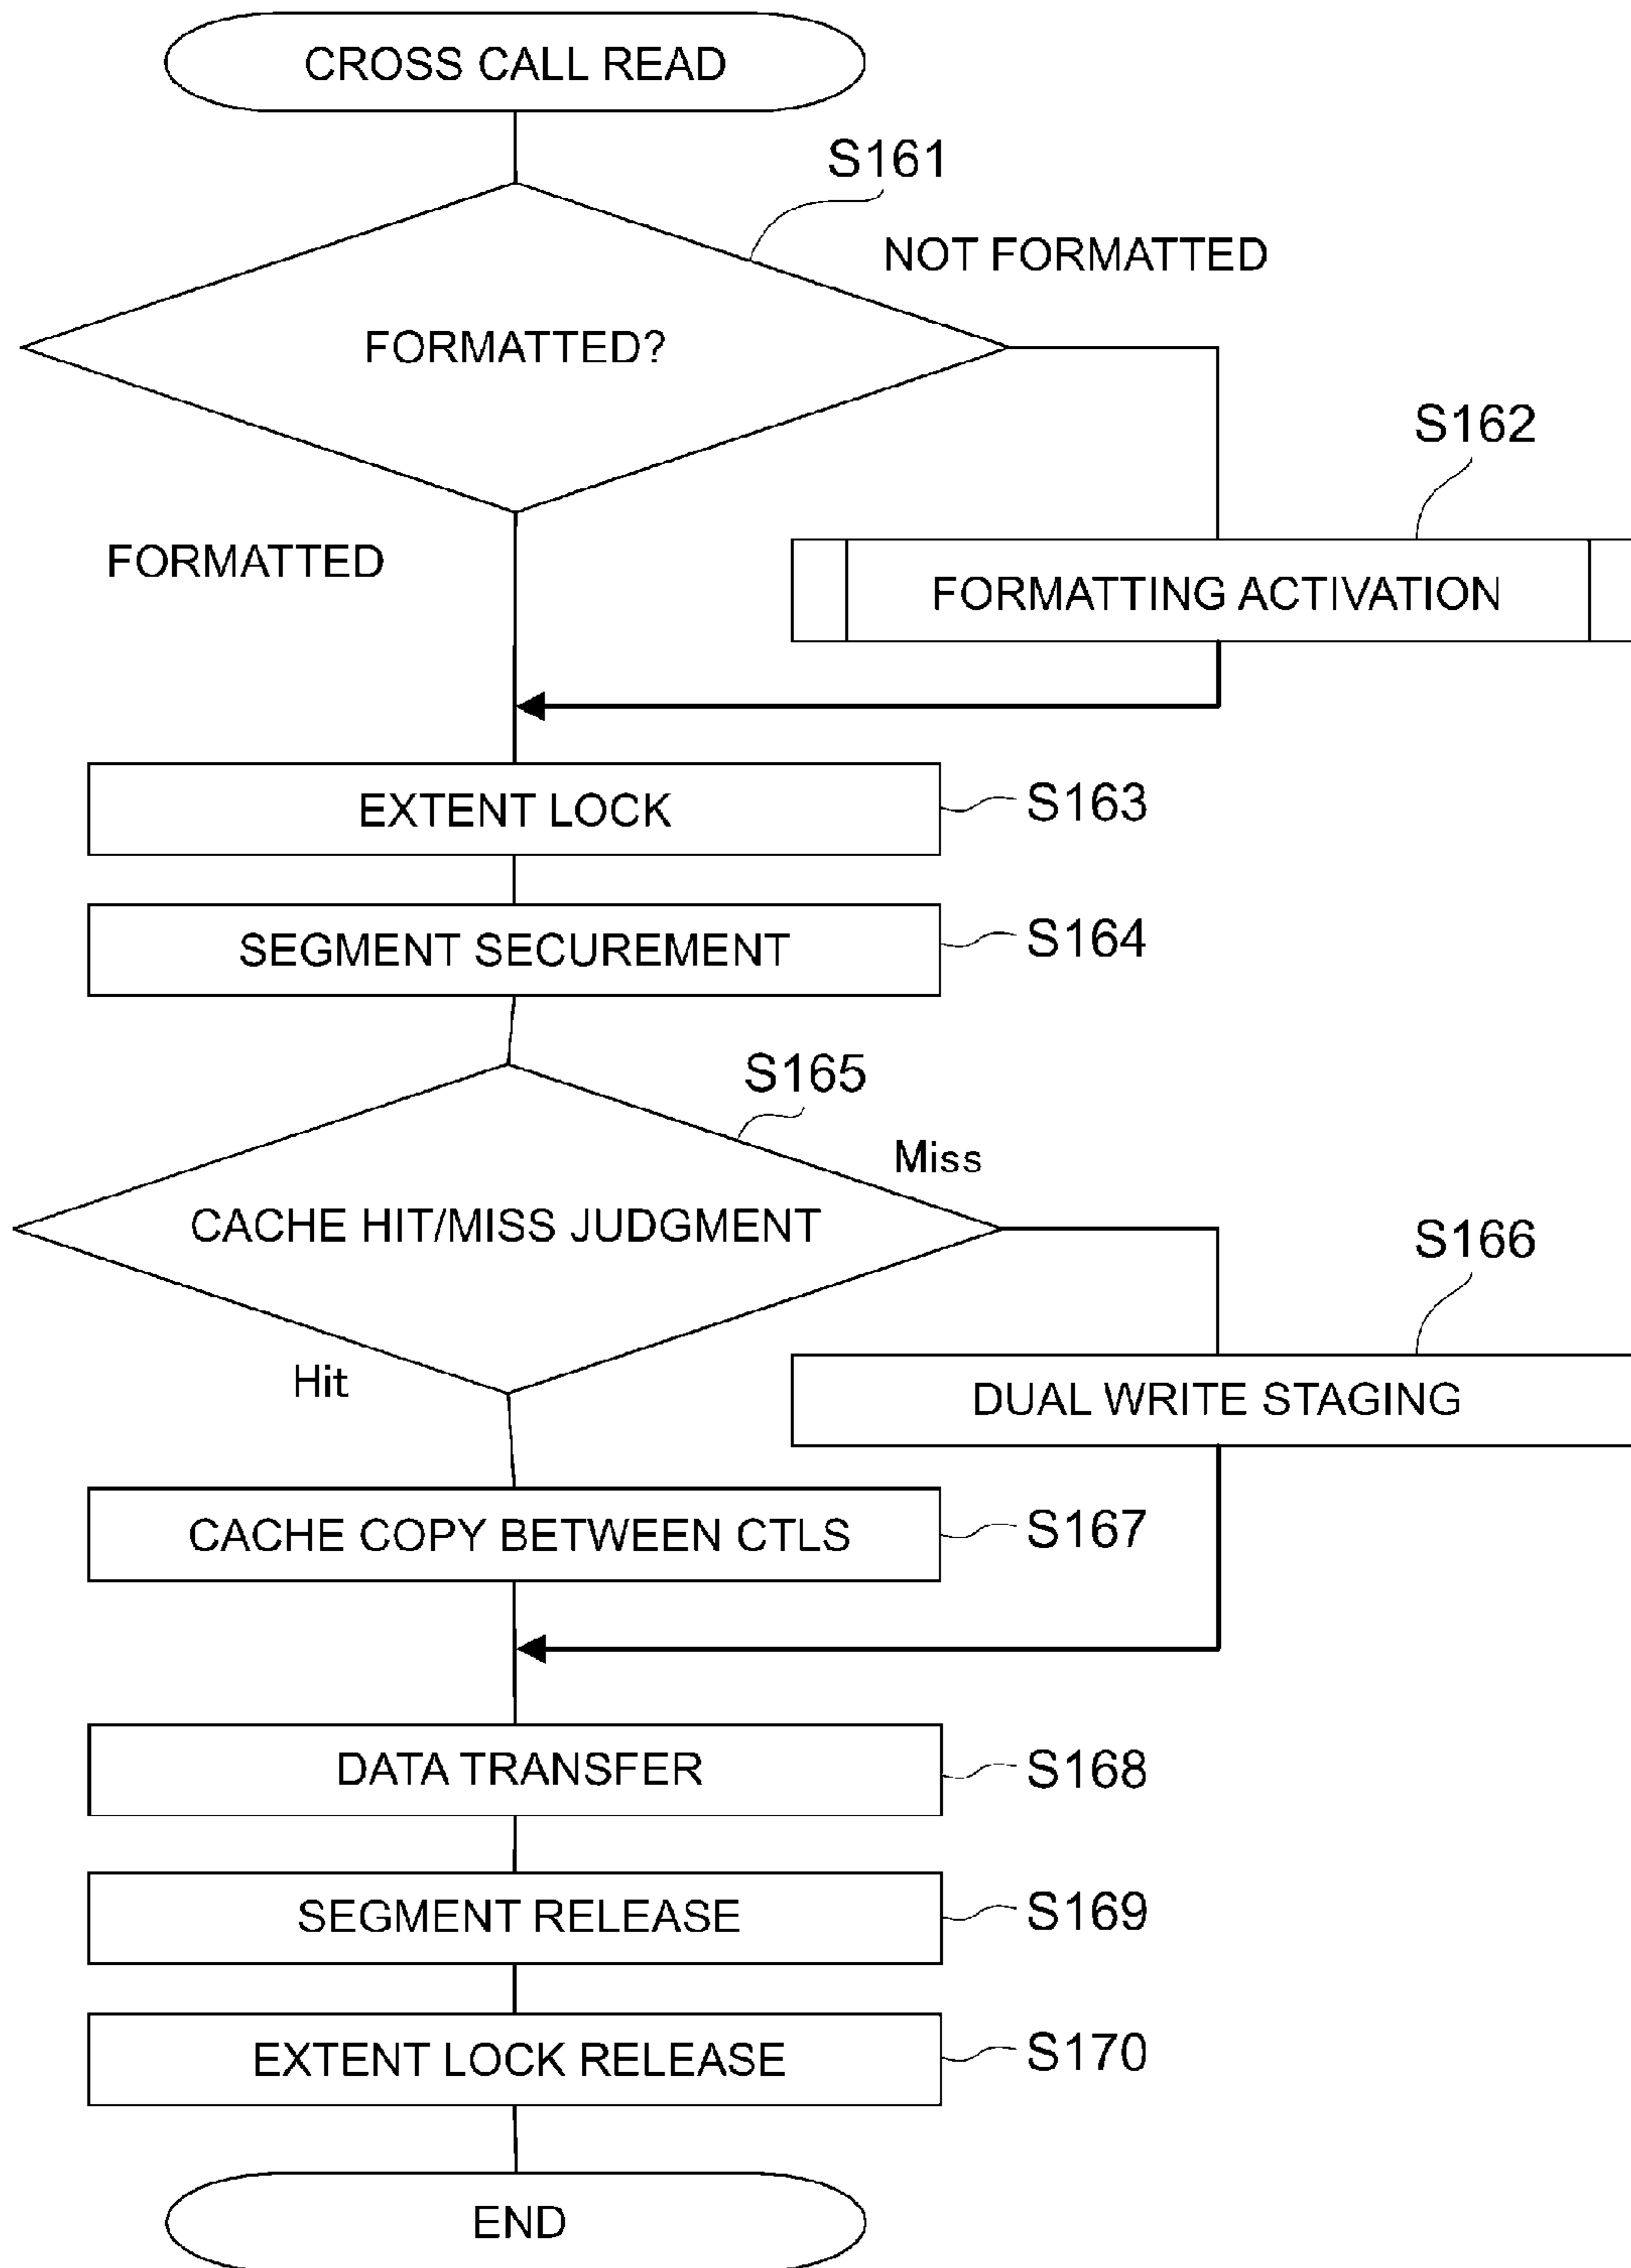 CROSS CALL READ
S161
NOT FORMATTED
FORMATTED?
S162
FORMATTED
FORMATTING ACTIVATION
EXTENT LOCK
S163
SEGMENT SECUREMENT
S164
S165
Miss
CACHE HIT/MISS JUDGMENT
S166
Hit
DUAL WRITE STAGING
CACHE COPY BETWEEN CTLS
S167
DATA TRANSFER
S168
SEGMENT RELEASE
S169
EXTENT LOCK RELEASE
S170
END